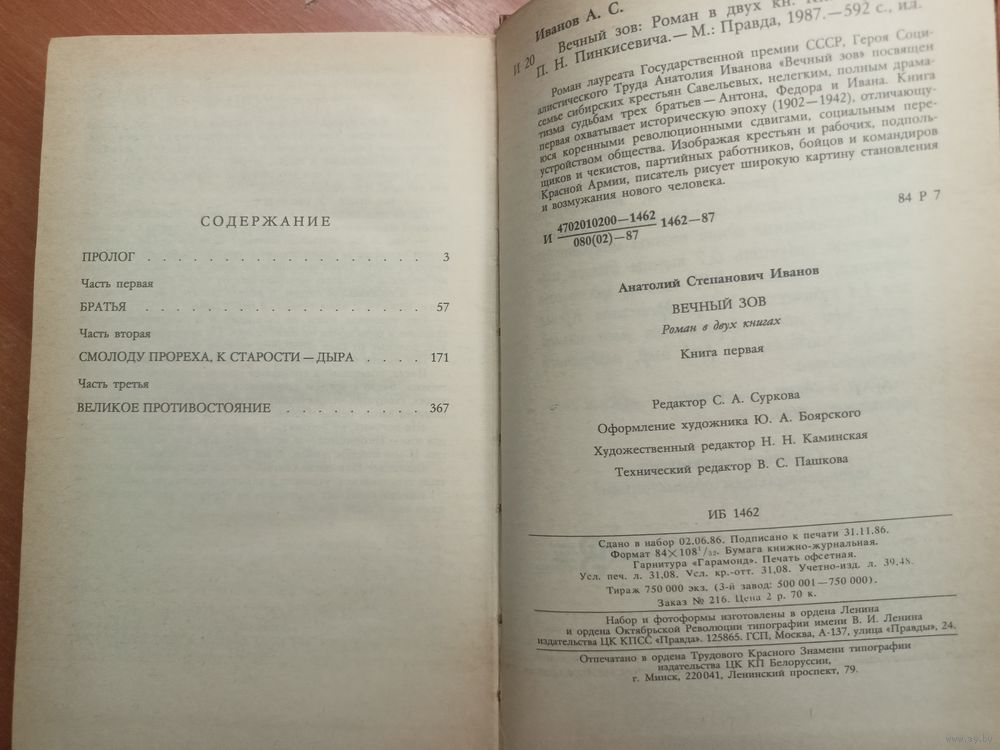 СОДЕРЖАНИЕ
ПРОЛОГ . . . . . . . . . . . . . . . . . . 3
Часть первая
БРАТЬЯ . . . . . . . . . . . . . . . . . . 57
Часть вторая
СМОЛОДУ ПРОРЕХА, К СТАРОСТИ — ДЫРА . . . . 171
Часть третья
ВЕЛИКОЕ ПРОТИВОСТОЯНИЕ . . . . . . . . . 367
Иванов А. С.
И 20
Вечный зов: Роман в двух кн.
П. Н. Пинкисевича.— М.: Правда, 1987.—592 с., ил.
Роман лауреата Государственной премии СССР, Героя Соци-
алистического Труда Анатолия Иванова «Вечный зов» посвящен
семье сибирских крестьян Савельевых, нелегким, полным драма-
тизма судьбам трех братьев — Антона, Федора и Ивана. Книга
первая охватывает историческую эпоху (1902—1942), отличающу-
юся коренными революционными сдвигами, социальным пере-
устройством общества. Изображая крестьян и рабочих, подполь-
щиков и чекистов, партийных работников, бойцов и командиров
Красной Армии, писатель рисует широкую картину становления
и возмужания нового человека.
И 4702010200—1462 1462—87
080(02)—87
84 Р 7
Анатолий Степанович Иванов
ВЕЧНЫЙ ЗОВ
Роман в двух книгах
Книга первая
Редактор С. А. Суркова
Оформление художника Ю. А. Боярского
Художественный редактор Н. Н. Каминская
Технический редактор В. С. Пашкова
ИБ 1462
Сдано в набор 02.06.86. Подписано к печати 31.11.86.
Формат 84×108¹/₃₂. Бумага книжно-журнальная.
Гарнитура «Гарамонд». Печать офсетная.
Усл. печ. л. 31,08. Усл. кр.-отт. 31,08. Учетно-изд. л. 39,48.
Тираж 750 000 экз. (3-й завод: 500 001—750 000).
Заказ № 216. Цена 2 р. 70 к.
Набор и фотоформы изготовлены в ордена Ленина
и ордена Октябрьской Революции типографии имени В. И. Ленина
издательства ЦК КПСС «Правда». 125865. ГСП, Москва, А-137, улица «Правды», 24.
Отпечатано в ордена Трудового Красного Знамени типографии
издательства ЦК КП Белоруссии,
г. Минск, 220041, Ленинский проспект, 79.
www.ay.by